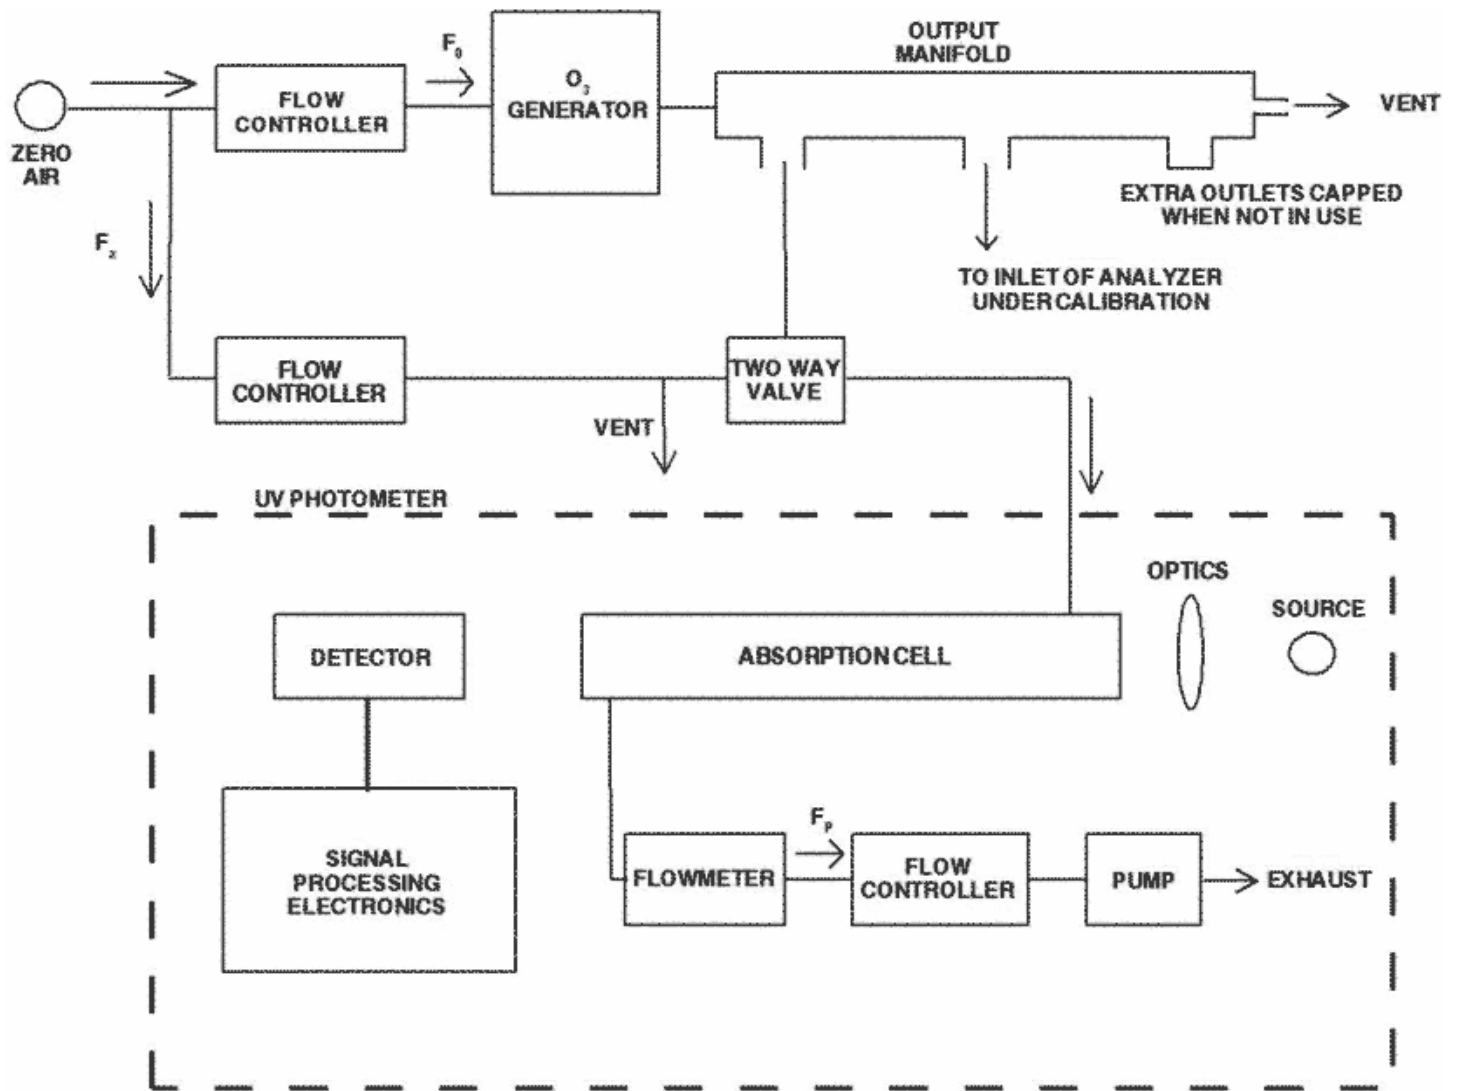 OUTPUT
MANIFOLD
F0
O3
GENERATOR
FLOW
CONTROLLER
VENT
ZERO
AIR
EXTRA OUTLETS CAPPED
WHEN NOT IN USE
Fz
TO INLET OF ANALYZER
UNDER CALIBRATION
FLOW
CONTROLLER
TWO WAY
VALVE
VENT
UV PHOTOMETER
OPTICS
SOURCE
DETECTOR
ABSORPTION CELL
SIGNAL
PROCESSING
ELECTRONICS
FLOWMETER
Fp
FLOW
CONTROLLER
PUMP
EXHAUST